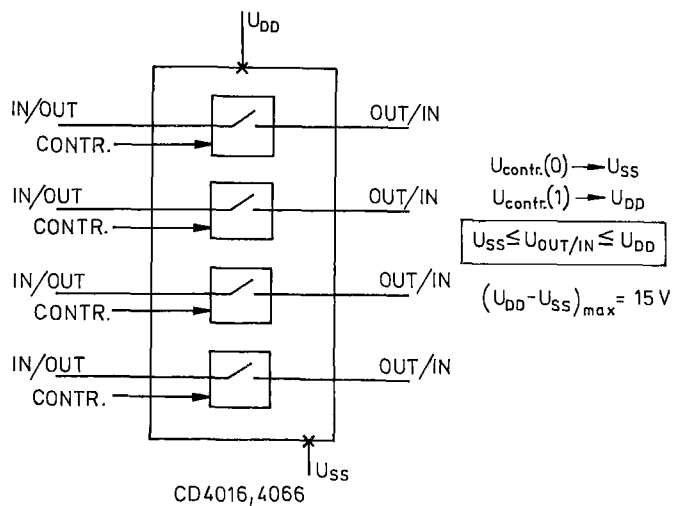 U_DD
IN/OUT OUT/IN
CONTR.
IN/OUT OUT/IN
CONTR.
IN/OUT OUT/IN
CONTR.
IN/OUT OUT/IN
CONTR.
U_SS
CD4016,4066
U_contr.(0) → U_SS
U_contr.(1) → U_DD
U_SS ≤ U_OUT/IN ≤ U_DD
(U_DD - U_SS)_max = 15 V